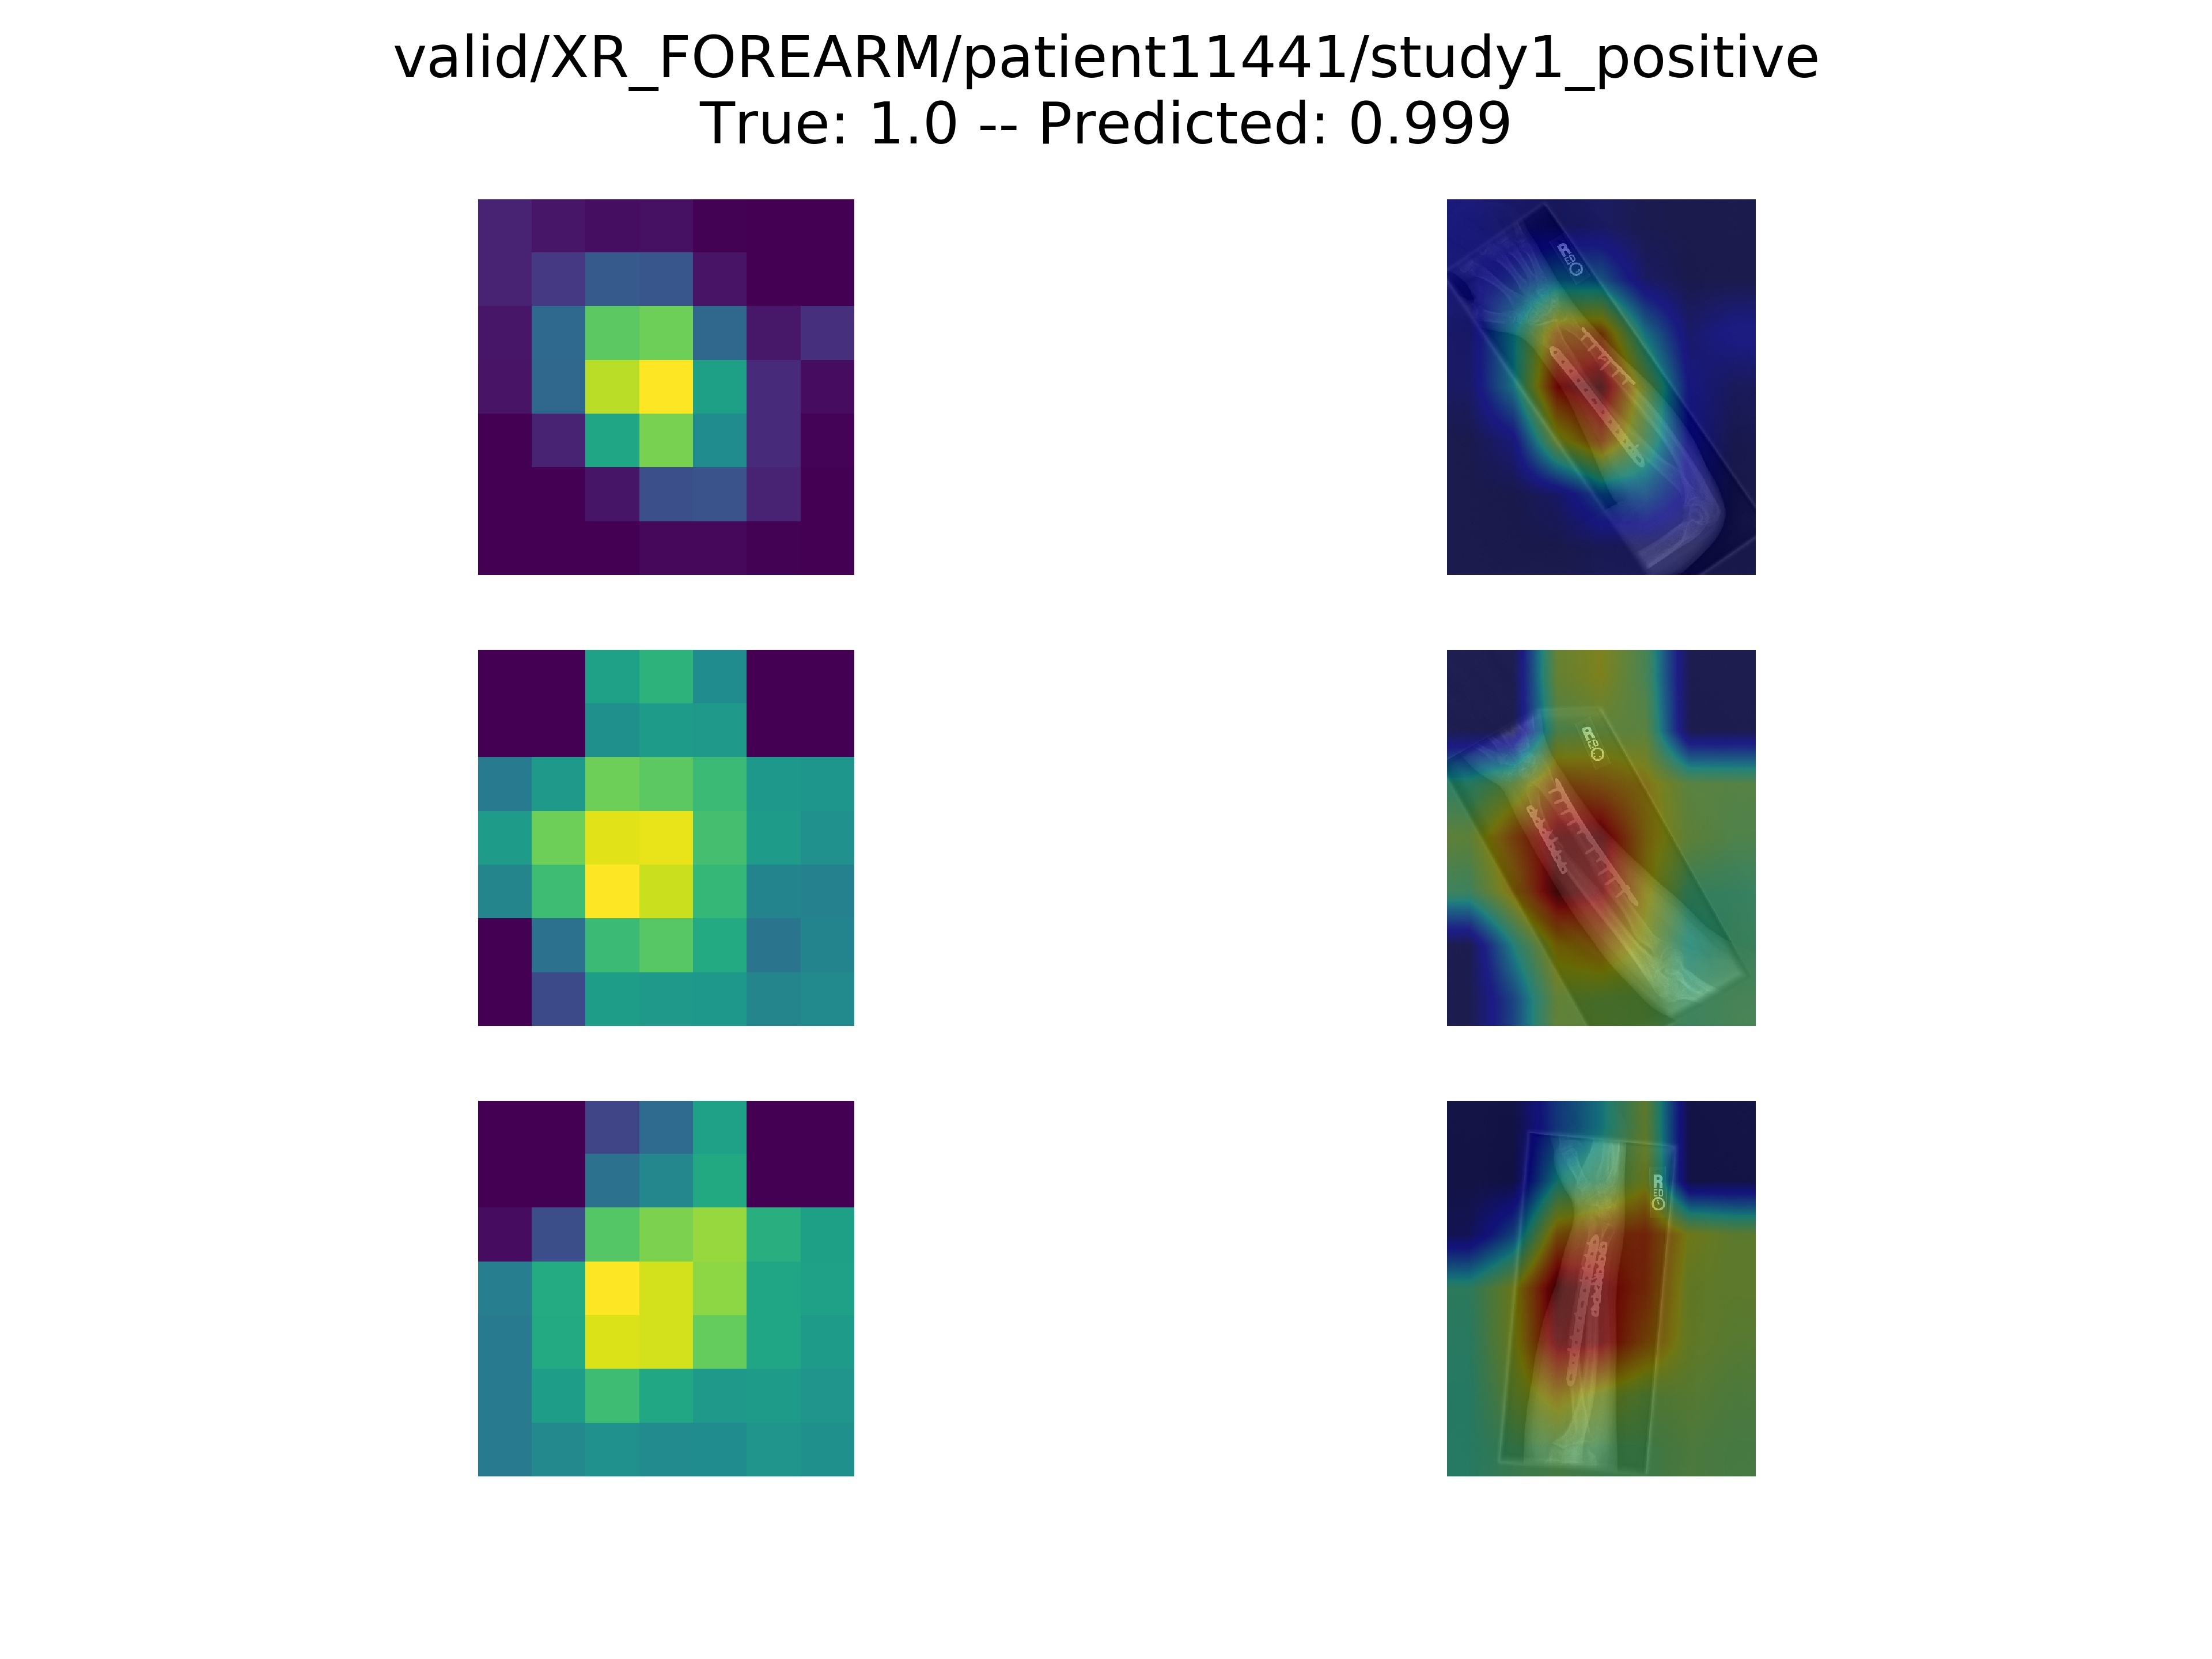 valid/XR_FOREARM/patient11441/study1_positive
True: 1.0 -- Predicted: 0.999
R